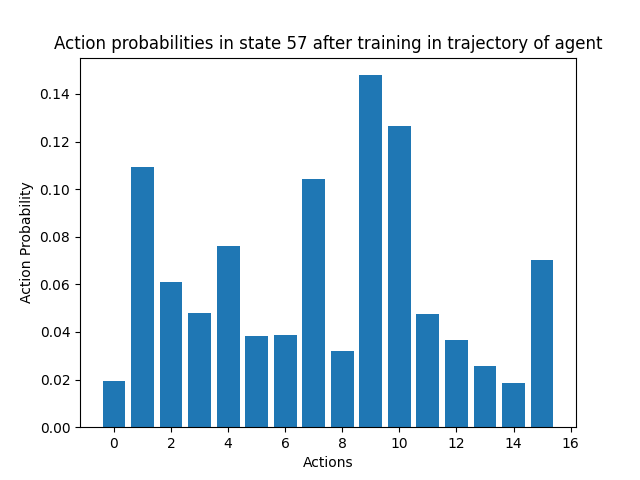 Action probabilities in state 57 after training in trajectory of agent
0.14
0.12
0.10
0.08
0.06
0.04
0.02
0.00
Action Probability
0 2 4 6 8 10 12 14 16
Actions